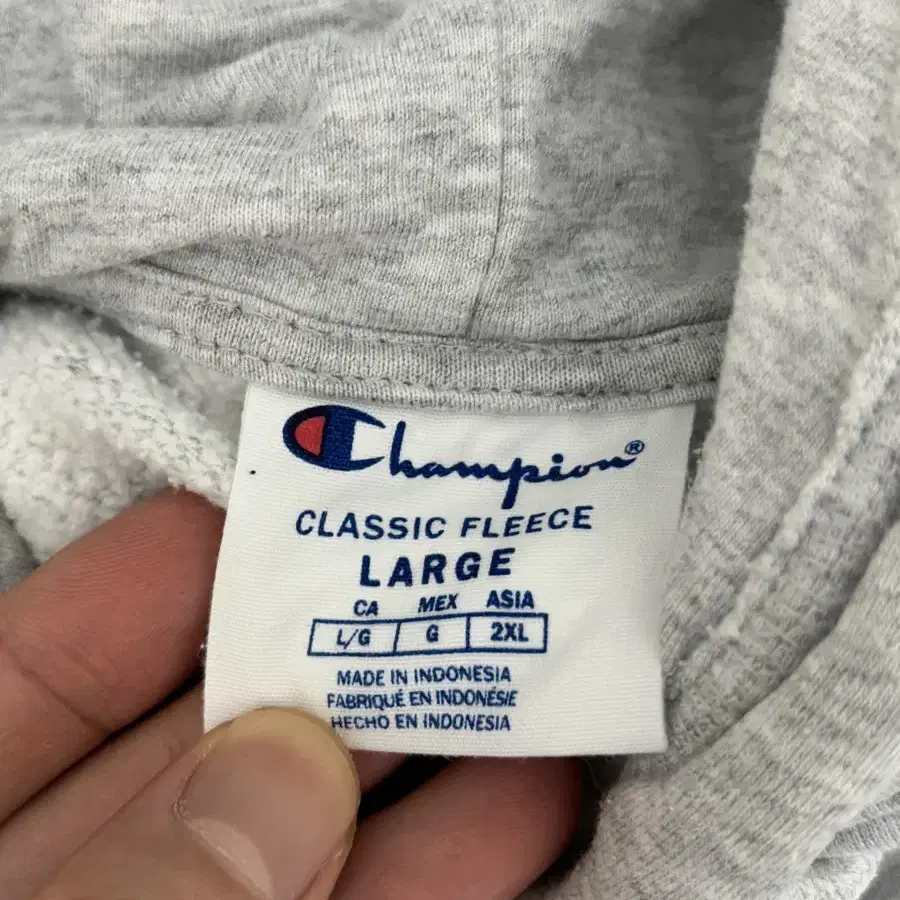 Champion®
CLASSIC FLEECE
LARGE
CA MEX ASIA
L/G G 2XL
MADE IN INDONESIA
FABRIQUÉ EN INDONÉSIE
HECHO EN INDONESIA